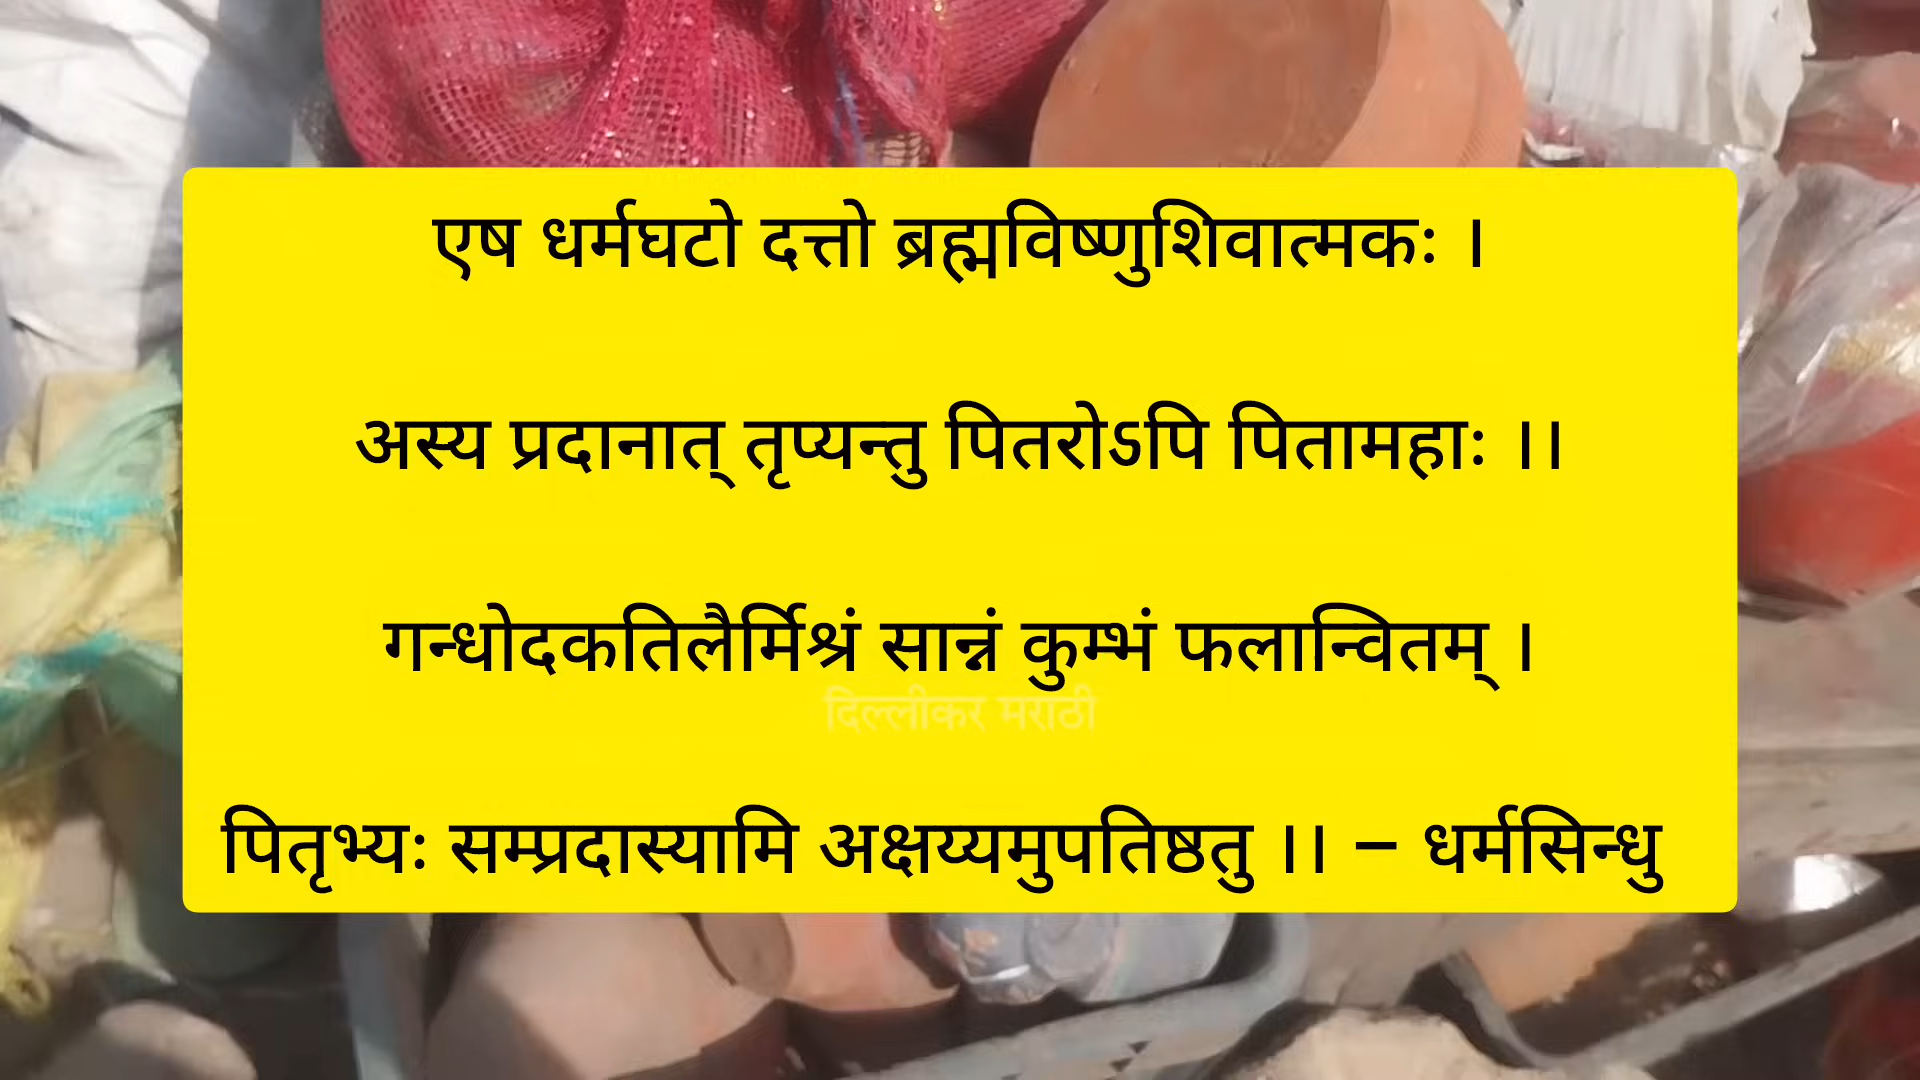 एष धर्मघटो दत्तो ब्रह्मविष्णुशिवात्मकः ।
अस्य प्रदानात् तृप्यन्तु पितरोऽपि पितामहाः ।।
गन्धोदकतिलैर्मिश्रं सान्नं कुम्भं फलान्वितम् ।
दिल्लीकर मराठी
पितृभ्यः सम्प्रदास्यामि अक्षय्यमुपतिष्ठतु ।। – धर्मसिन्धु